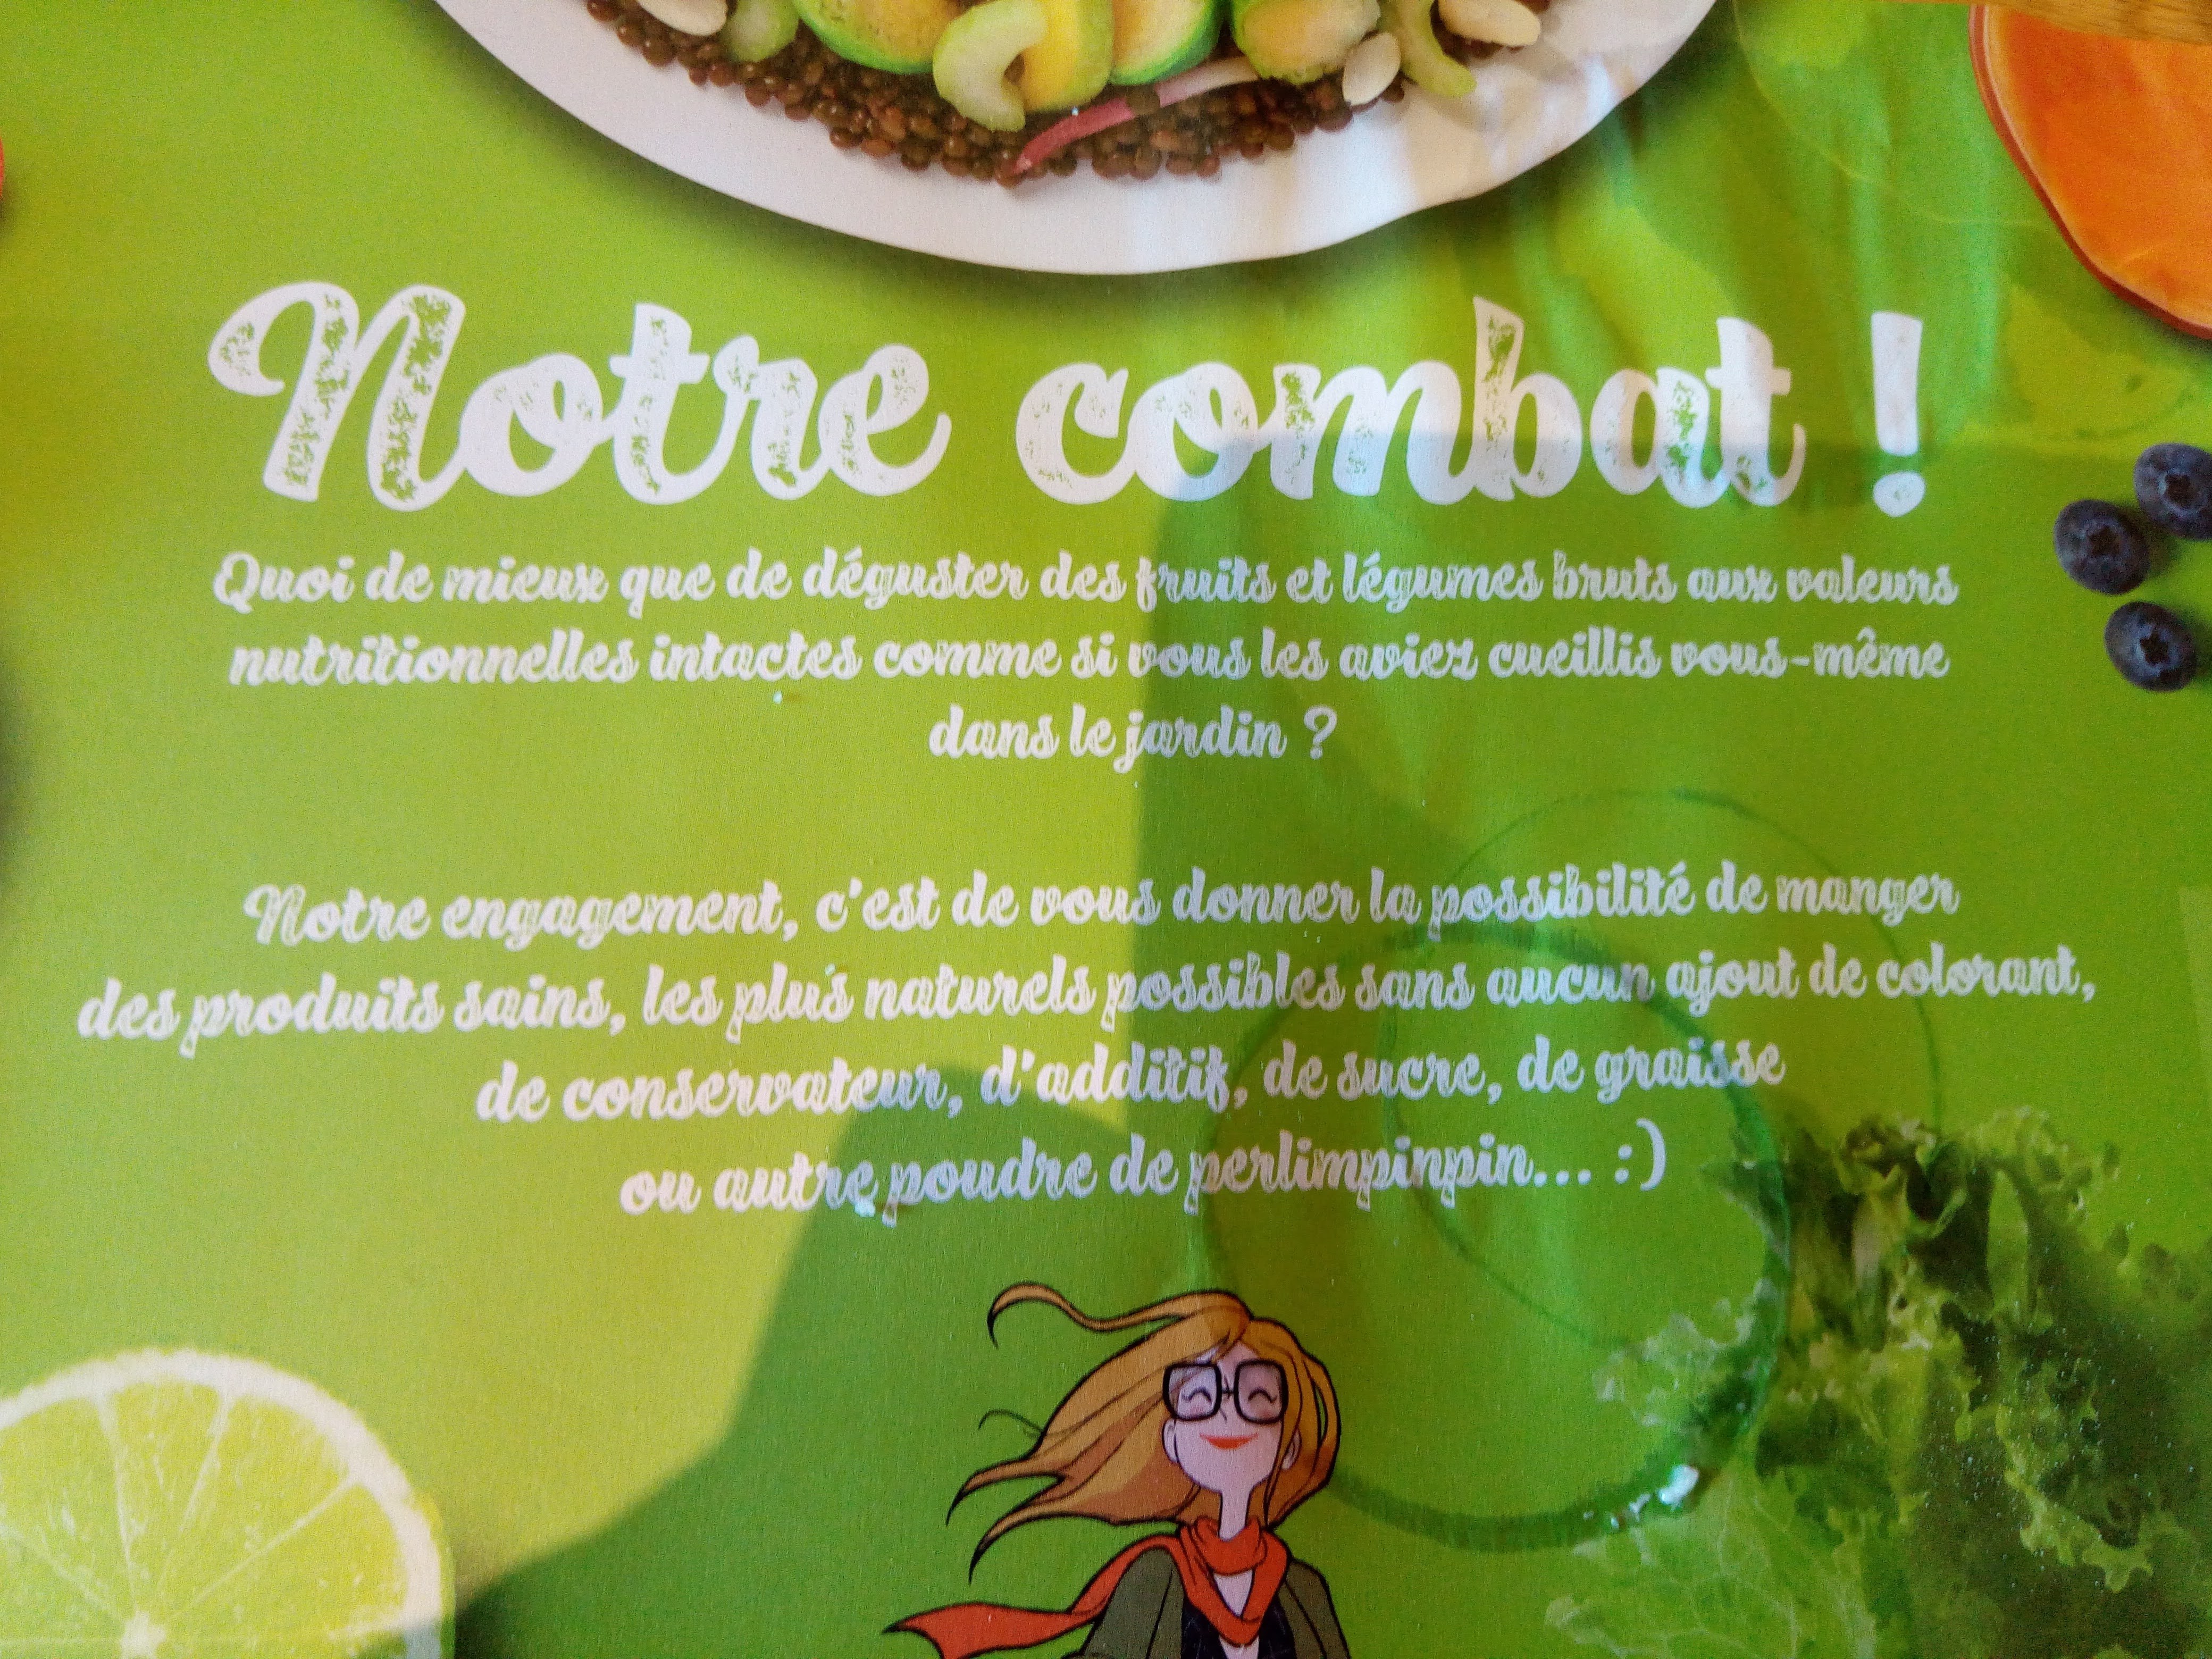 Notre combat !
Quoi de mieux que de déguster des fruits et légumes bruts aux valeurs
nutritionnelles intactes comme si vous les aviez cueillis vous-même
dans le jardin ?
Notre engagement, c'est de vous donner la possibilité de manger
des produits sains, les plus naturels possibles sans aucun ajout de colorant,
de conservateur, d'additif, de sucre, de graisse
ou autre poudre de perlimpinpin... :)